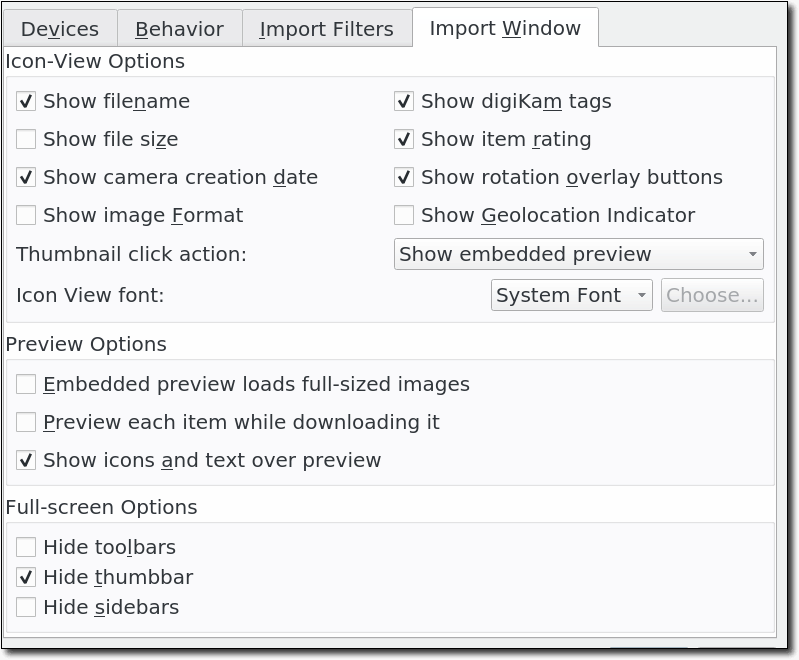 Devices Behavior Import Filters Import Window
Icon-View Options
Show filename Show digiKam tags
Show file size Show item rating
Show camera creation date Show rotation overlay buttons
Show image Format Show Geolocation Indicator
Thumbnail click action: Show embedded preview
Icon View font: System Font Choose...
Preview Options
Embedded preview loads full-sized images
Preview each item while downloading it
Show icons and text over preview
Full-screen Options
Hide toolbars
Hide thumbbar
Hide sidebars